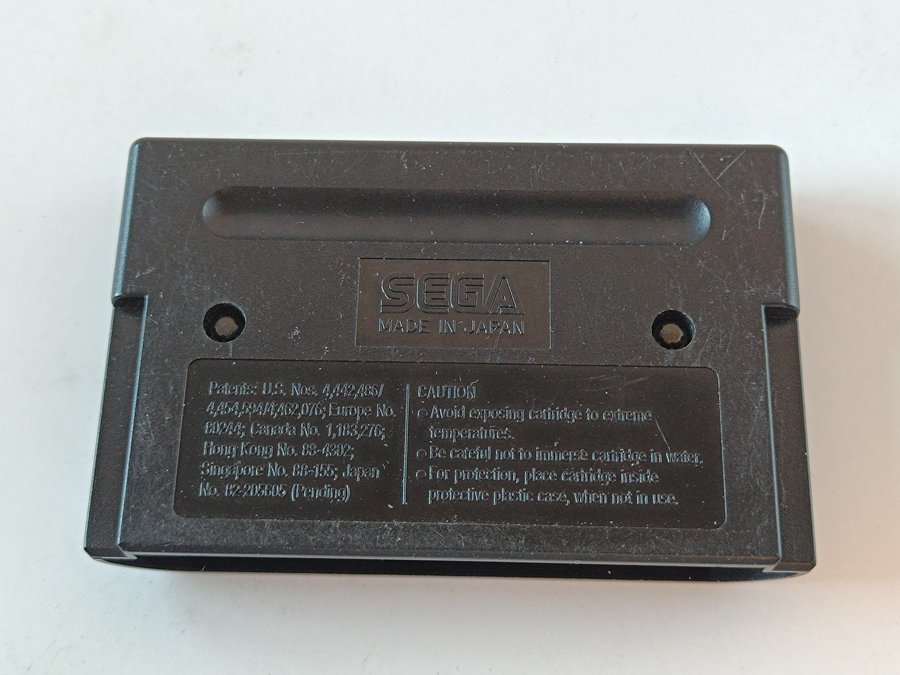 SEGA
MADE IN JAPAN
Patents: U.S. Nos. 4,442,486/
4,454,594/4,462,076; Europe No.
80244; Canada No. 1,183,276;
Hong Kong No. 88-4302;
Singapore No. 88-155; Japan
No. 82-205605 (Pending)
CAUTION
Avoid exposing cartridge to extreme
temperatures.
Be careful not to immerse cartridge in water.
For protection, place cartridge inside
protective plastic case, when not in use.